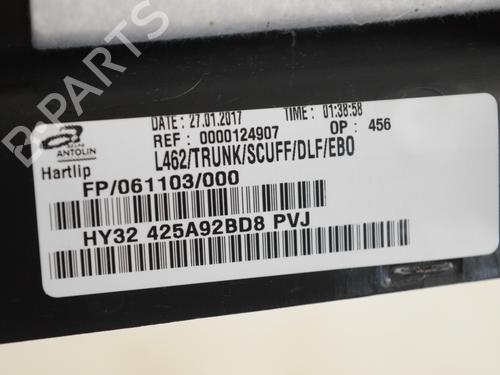 DATE : 27.01.2017 TIME : 01:38:58
REF : 0000124907 OP : 456
ANTOLIN
L462/TRUNK/SCUFF/DLF/EBO
Hartlip
FP/061103/000
HY32 425A92BD8 PVJ
B-PARTS